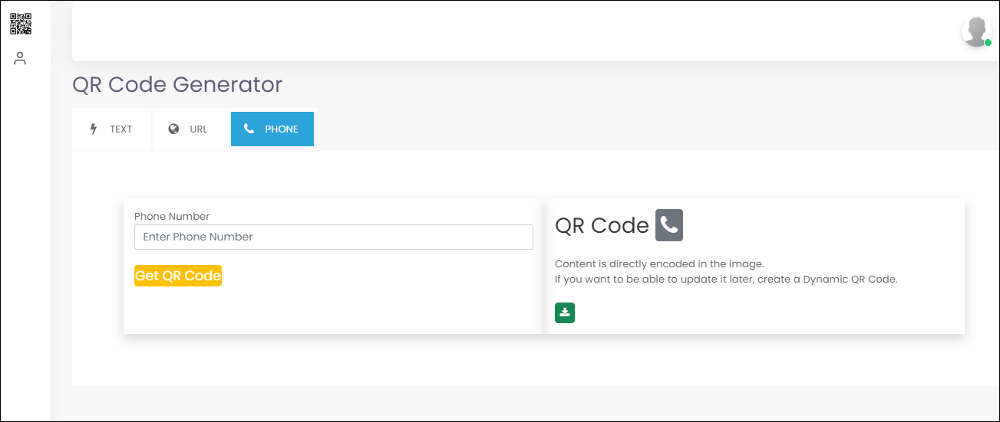 QR Code Generator
TEXT
URL
PHONE
Phone Number
Enter Phone Number
Get QR Code
QR Code
Content is directly encoded in the image.
If you want to be able to update it later, create a Dynamic QR Code.